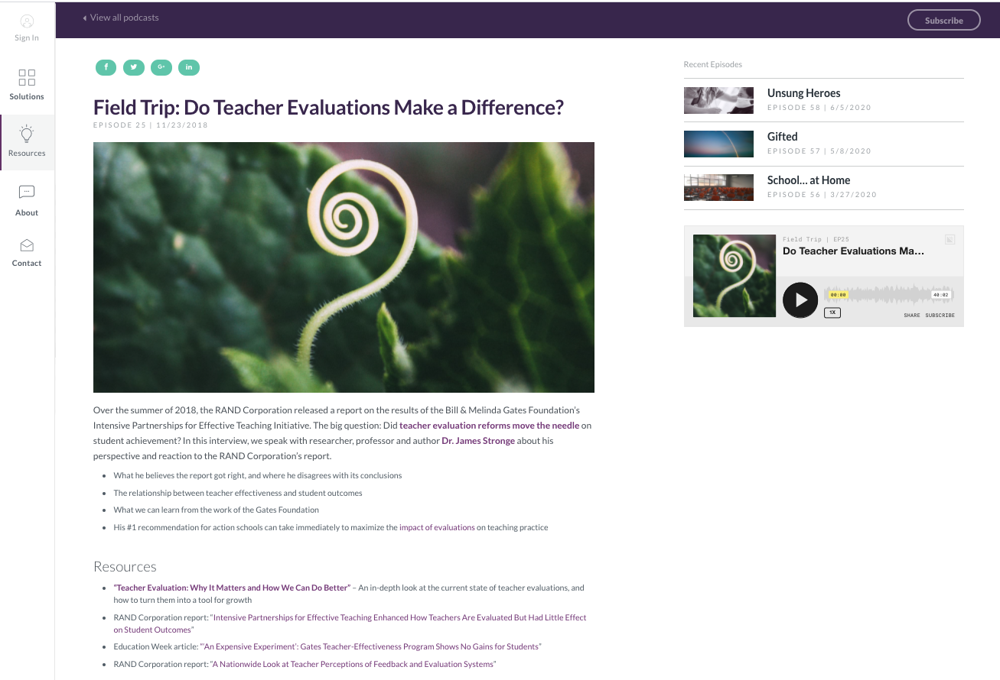 View all podcasts
Subscribe
Sign In
Solutions
Resources
About
Contact
Field Trip: Do Teacher Evaluations Make a Difference?
EPISODE 25 | 11/23/2018
Over the summer of 2018, the RAND Corporation released a report on the results of the Bill & Melinda Gates Foundation’s
Intensive Partnerships for Effective Teaching Initiative. The big question: Did teacher evaluation reforms move the needle on
student achievement? In this interview, we speak with researcher, professor and author Dr. James Stronge about his
perspective and reaction to the RAND Corporation’s report.
What he believes the report got right, and where he disagrees with its conclusions
The relationship between teacher effectiveness and student outcomes
What we can learn from the work of the Gates Foundation
His #1 recommendation for action schools can take immediately to maximize the impact of evaluations on teaching practice
Resources
“Teacher Evaluation: Why It Matters and How We Can Do Better” – An in-depth look at the current state of teacher evaluations, and
how to turn them into a tool for growth
RAND Corporation report: “Intensive Partnerships for Effective Teaching Enhanced How Teachers Are Evaluated But Had Little Effect
on Student Outcomes”
Education Week article: “‘An Expensive Experiment’: Gates Teacher-Effectiveness Program Shows No Gains for Students”
RAND Corporation report: “A Nationwide Look at Teacher Perceptions of Feedback and Evaluation Systems”
Recent Episodes
Unsung Heroes
EPISODE 58 | 6/5/2020
Gifted
EPISODE 57 | 5/8/2020
School... at Home
EPISODE 56 | 3/27/2020
Field Trip | EP25
Do Teacher Evaluations Ma...
00:00
40:02
1X
SHARE SUBSCRIBE